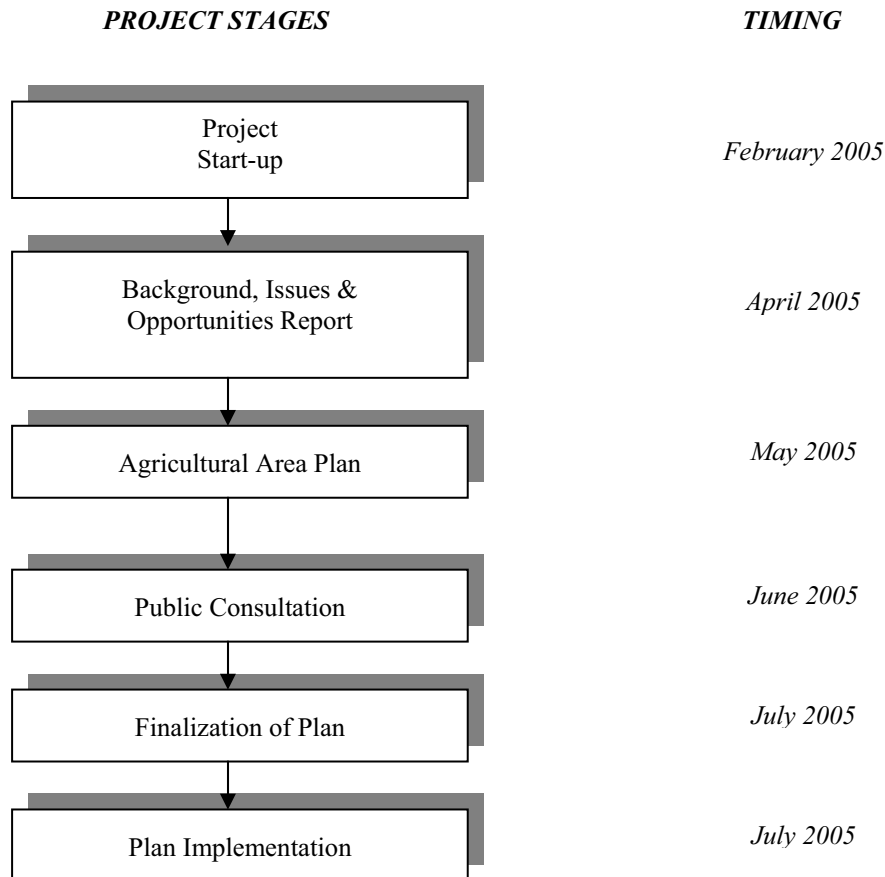 PROJECT STAGES TIMING
Project
Start-up
February 2005
Background, Issues &
Opportunities Report
April 2005
Agricultural Area Plan
May 2005
Public Consultation
June 2005
Finalization of Plan
July 2005
Plan Implementation
July 2005